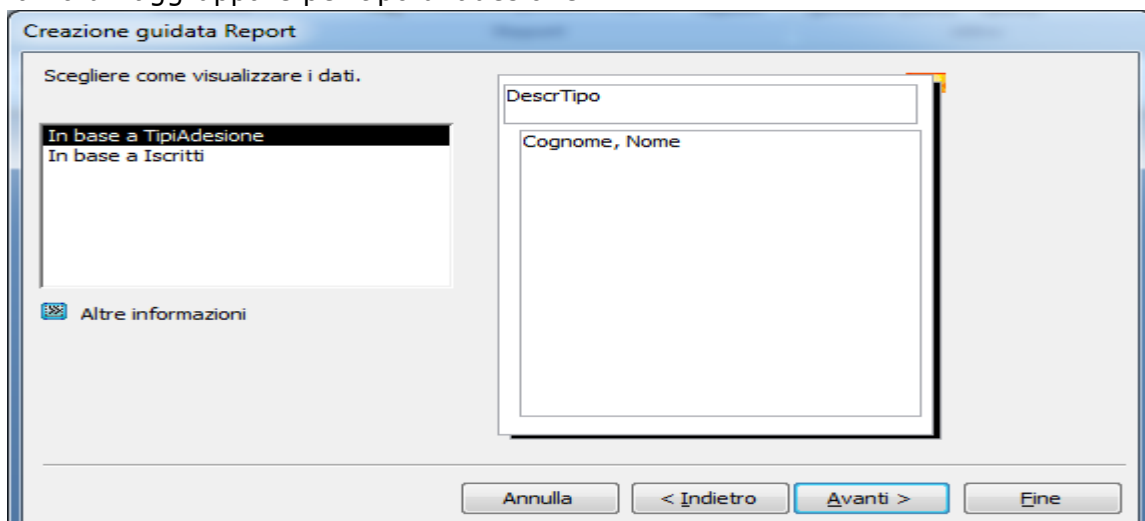 Creazione guidata Report
Scegliere come visualizzare i dati.
DescrTipo
In base a TipiAdesione
In base a Iscritti
Cognome, Nome
Altre informazioni
Annulla
< Indietro
Avanti >
Fine